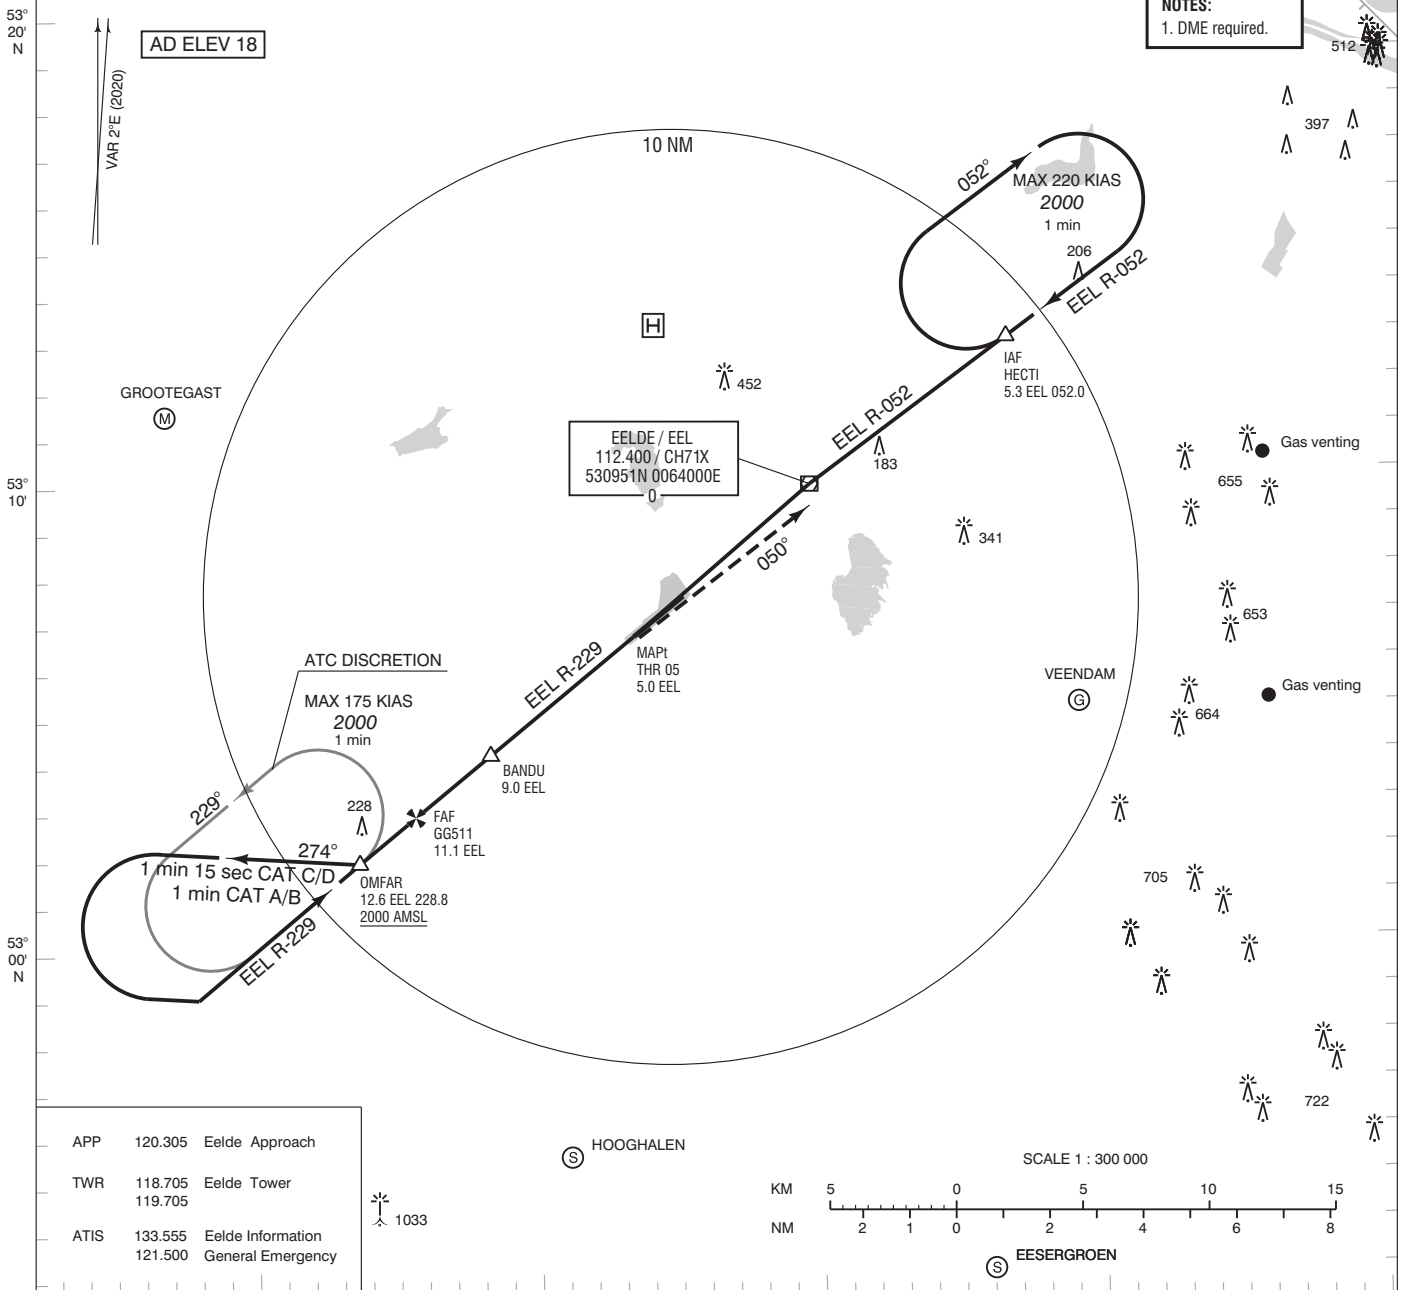 53°
20'
N
AD ELEV 18
VAR 2°E (2020)
NOTES:
1. DME required.
512
397
10 NM
052°
MAX 220 KIAS
2000
1 min
206
EEL R-052
H
452
IAF
HECTI
5.3 EEL 052.0
GROOTEGAST
M
EELDE / EEL
112.400 / CH71X
530951N 0064000E
0
EEL R-052
183
Gas venting
655
53°
10'
341
050°
653
MAPt
THR 05
5.0 EEL
EEL R-229
ATC DISCRETION
MAX 175 KIAS
2000
1 min
VEENDAM
G
Gas venting
664
BANDU
9.0 EEL
229°
228
FAF
GG511
11.1 EEL
274°
1 min 15 sec CAT C/D
1 min CAT A/B
OMFAR
12.6 EEL 228.8
2000 AMSL
705
EEL R-229
53°
00'
N
722
APP 120.305 Eelde Approach
TWR 118.705 Eelde Tower
119.705
ATIS 133.555 Eelde Information
121.500 General Emergency
1033
S HOOGHALEN
SCALE 1 : 300 000
KM 5 0 5 10 15
NM 2 1 0 2 4 6 8
S EESERGROEN